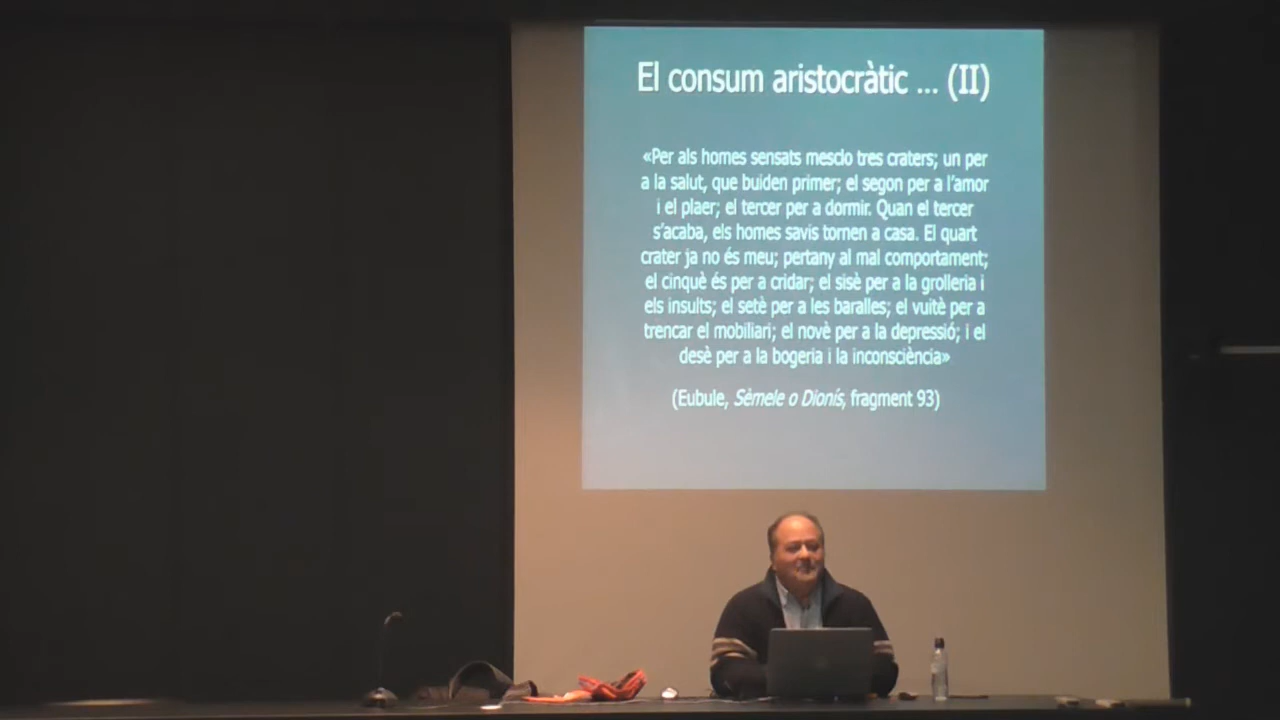 El consum aristocràtic ... (II)
«Per als homes sensats mesclo tres craters; un per
a la salut, que buiden primer; el segon per a l'amor
i el plaer; el tercer per a dormir. Quan el tercer
s'acaba, els homes savis tornen a casa. El quart
crater ja no és meu; pertany al mal comportament;
el cinquè és per a cridar; el sisè per a la grolleria i
els insults; el setè per a les baralles; el vuitè per a
trencar el mobiliari; el novè per a la depressió; i el
desè per a la bogeria i la inconsciència»
(Eubule, Sèmele o Dionís, fragment 93)